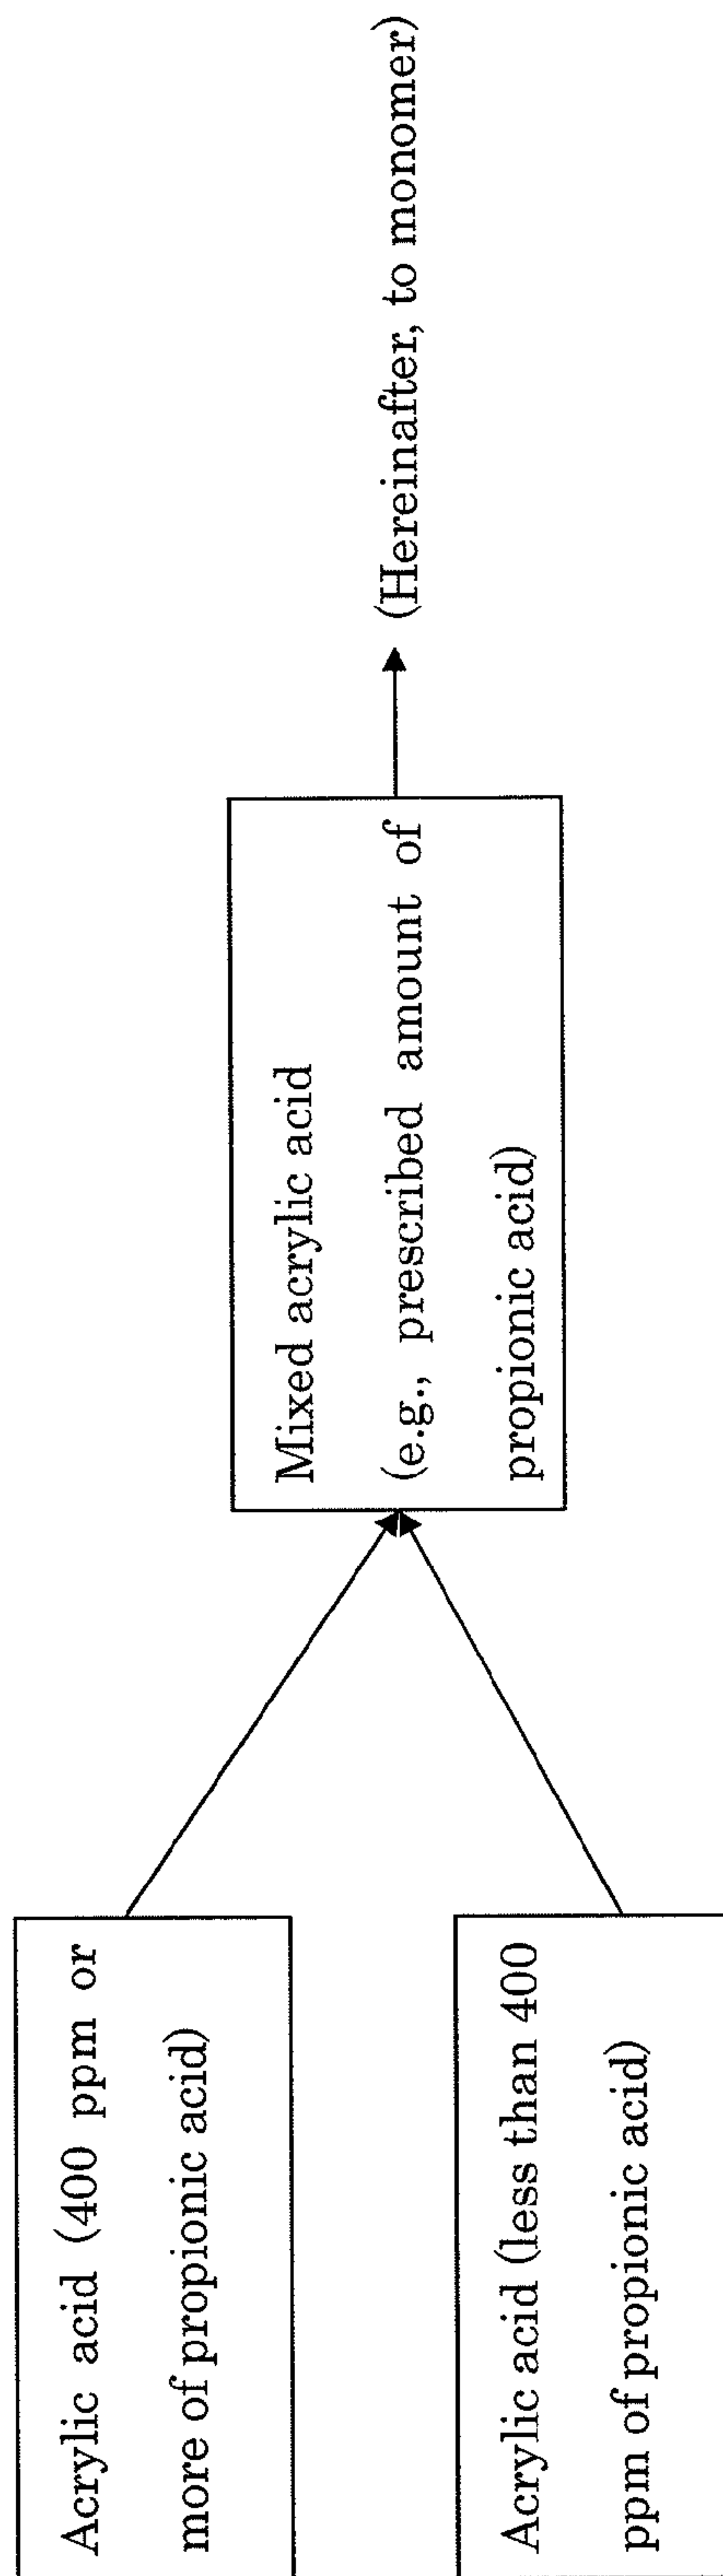 Acrylic acid (400 ppm or
more of propionic acid)
Acrylic acid (less than 400
ppm of propionic acid)
Mixed acrylic acid
(e.g., prescribed amount of
propionic acid)
(Hereinafter, to monomer)